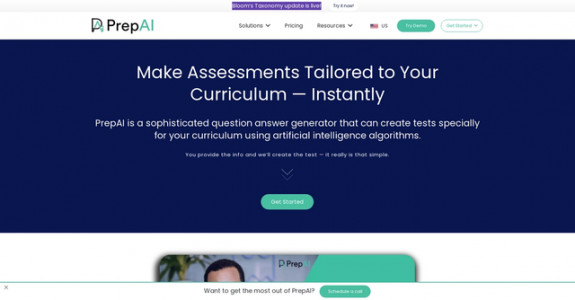 Bloom's Taxonomy update is live! Try it now!
PrepAI Solutions Pricing Resources US Try Demo Get Started
Make Assessments Tailored to Your
Curriculum — Instantly
PrepAI is a sophisticated question answer generator that can create tests specially
for your curriculum using artificial intelligence algorithms.
You provide the info and we'll create the test — it really is that simple.
Get Started
Prep
Want to get the most out of PrepAI? Schedule a call